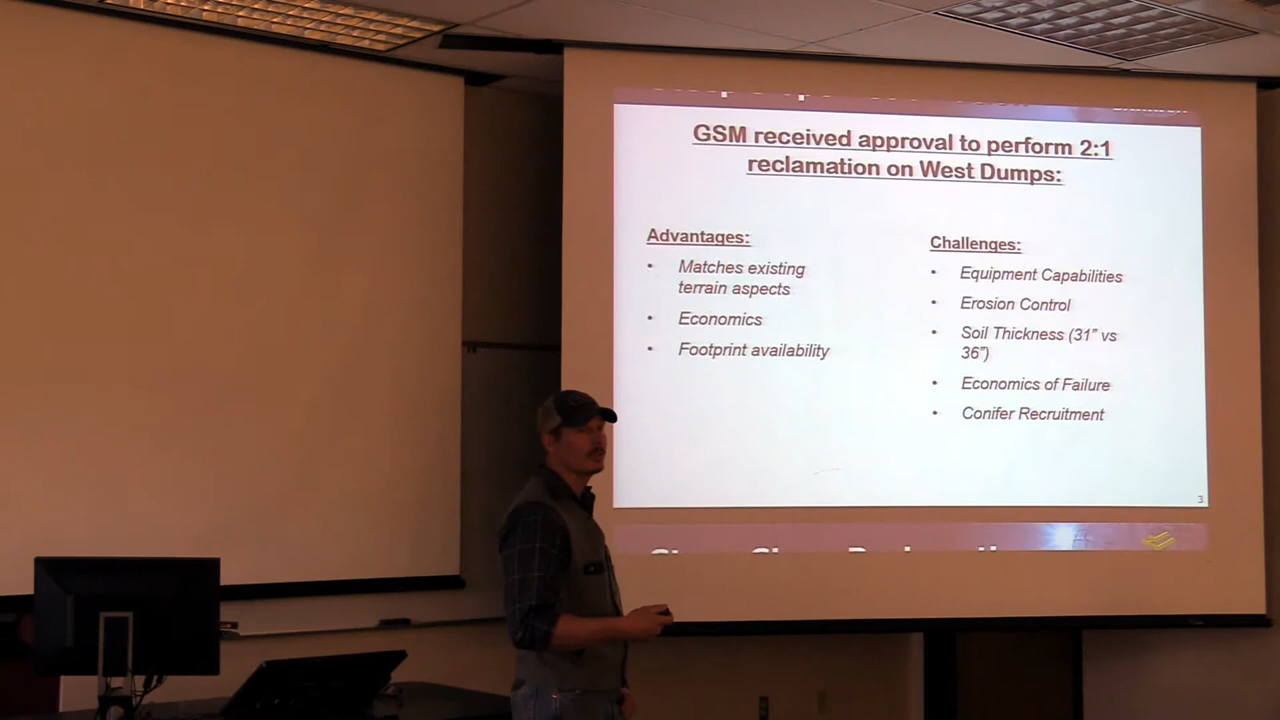 GSM received approval to perform 2:1
reclamation on West Dumps:
Advantages:
• Matches existing
terrain aspects
• Economics
• Footprint availability
Challenges:
• Equipment Capabilities
• Erosion Control
• Soil Thickness (31" vs
36")
• Economics of Failure
• Conifer Recruitment
3